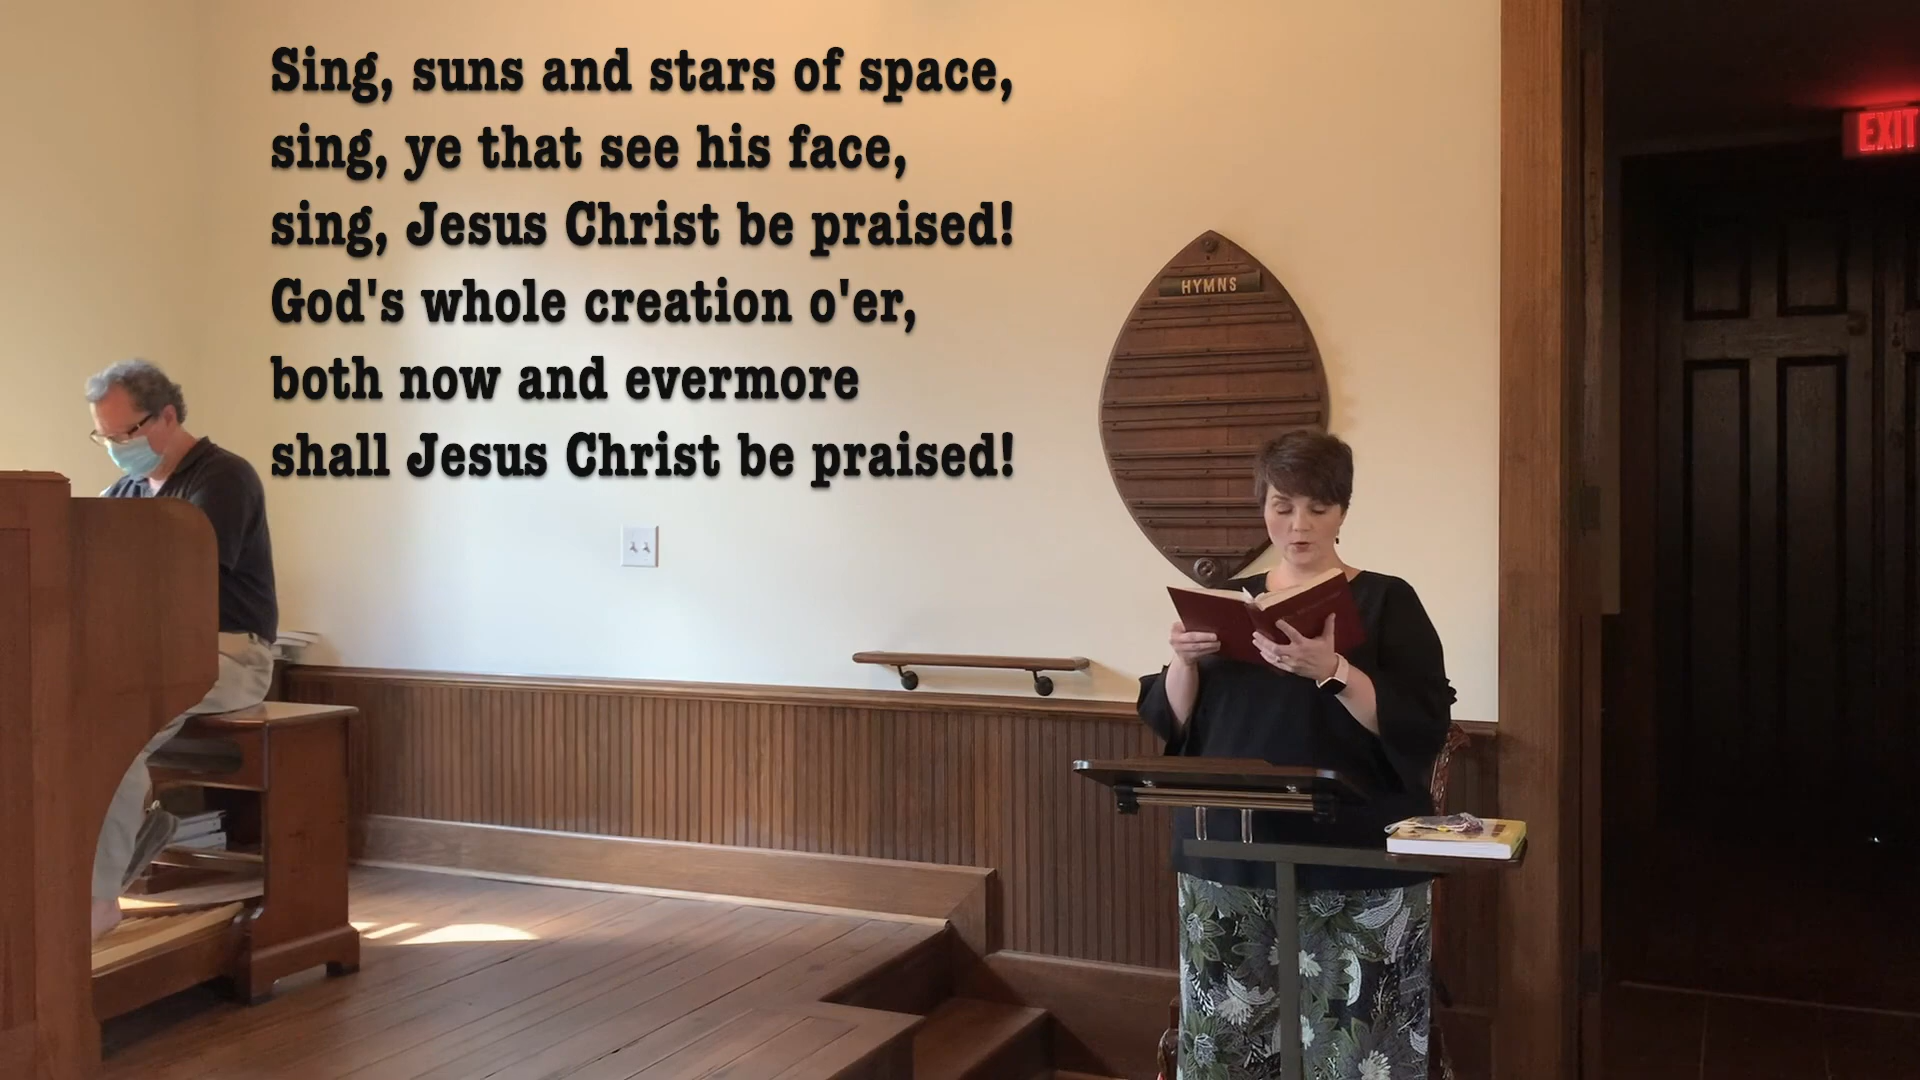 Sing, suns and stars of space,
sing, ye that see his face,
sing, Jesus Christ be praised!
God's whole creation o'er,
both now and evermore
shall Jesus Christ be praised!
HYMNS
EXIT